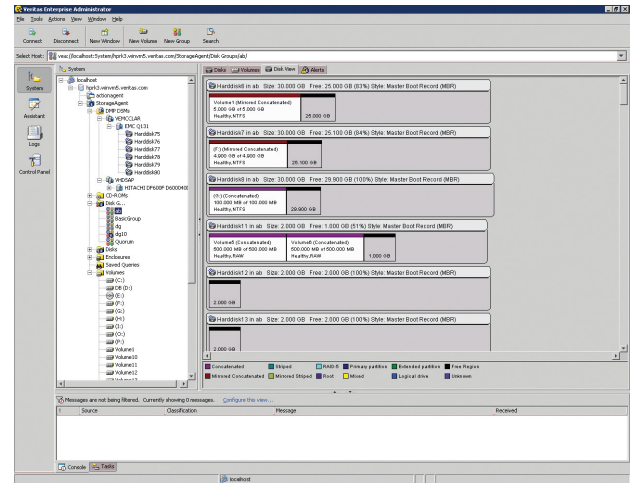 Veritas Enterprise Administrator
File Tools Actions View Window Help
Connect Disconnect New Window New Volume New Group Search
Select Host: vea://localhost:System/hprk3.veinvm5.veritas.com/StorageAgent/Disk Groups/ab/
System
Assistant
Logs
Control Panel
System
localhost
hprk3.veinvm5.veritas.com
actionagent
StorageAgent
DMP DSMs
VEMCCLAR
EMC Q131
Harddisk75
Harddisk76
Harddisk77
Harddisk78
Harddisk79
Harddisk80
VHDSAP
HITACHI DF600F
CD-ROMs
Disk G...
ab
BasicGroup
dg
dg10
Quorum
Disks
Enclosures
Saved Queries
Volumes
(C:)
DB (D:)
(E:)
(F:)
(G:)
(H:)
(I:)
(O:)
(P:)
Volume1
Volume10
Volume11
Volume12
Disks Volumes Disk View Alerts
Harddisk6 in ab Size: 30.000 GB Free: 25.000 GB (83%) Style: Master Boot Record (MBR)
Volume1 (Mirrored Concatenated)
5.000 GB of 5.000 GB
Healthy,NTFS
25.000 GB
Harddisk7 in ab Size: 30.000 GB Free: 25.100 GB (84%) Style: Master Boot Record (MBR)
(F:) (Mirrored Concatenated)
4.900 GB of 4.900 GB
Healthy,NTFS
25.100 GB
Harddisk8 in ab Size: 30.000 GB Free: 29.900 GB (100%) Style: Master Boot Record (MBR)
(O:) (Concatenated)
100.000 MB of 100.000 MB
Healthy,NTFS
29.900 GB
Harddisk11 in ab Size: 2.000 GB Free: 1.000 GB (51%) Style: Master Boot Record (MBR)
Volume5 (Concatenated)
500.000 MB of 500.000 MB
Healthy,RAW
Volume6 (Concatenated)
500.000 MB of 500.000 MB
Healthy,RAW
1.000 GB
Harddisk12 in ab Size: 2.000 GB Free: 2.000 GB (100%) Style: Master Boot Record (MBR)
2.000 GB
Harddisk13 in ab Size: 2.000 GB Free: 2.000 GB (100%) Style: Master Boot Record (MBR)
2.000 GB
Concatenated Striped RAID-5 Primary partition Extended partition Free Region
Mirrored Concatenated Mirrored Striped Root Mixed Logical drive Unknown
Messages are not being filtered. Currently showing 0 messages. Configure this view...
! Source Classification Message Received
Console Tasks
localhost